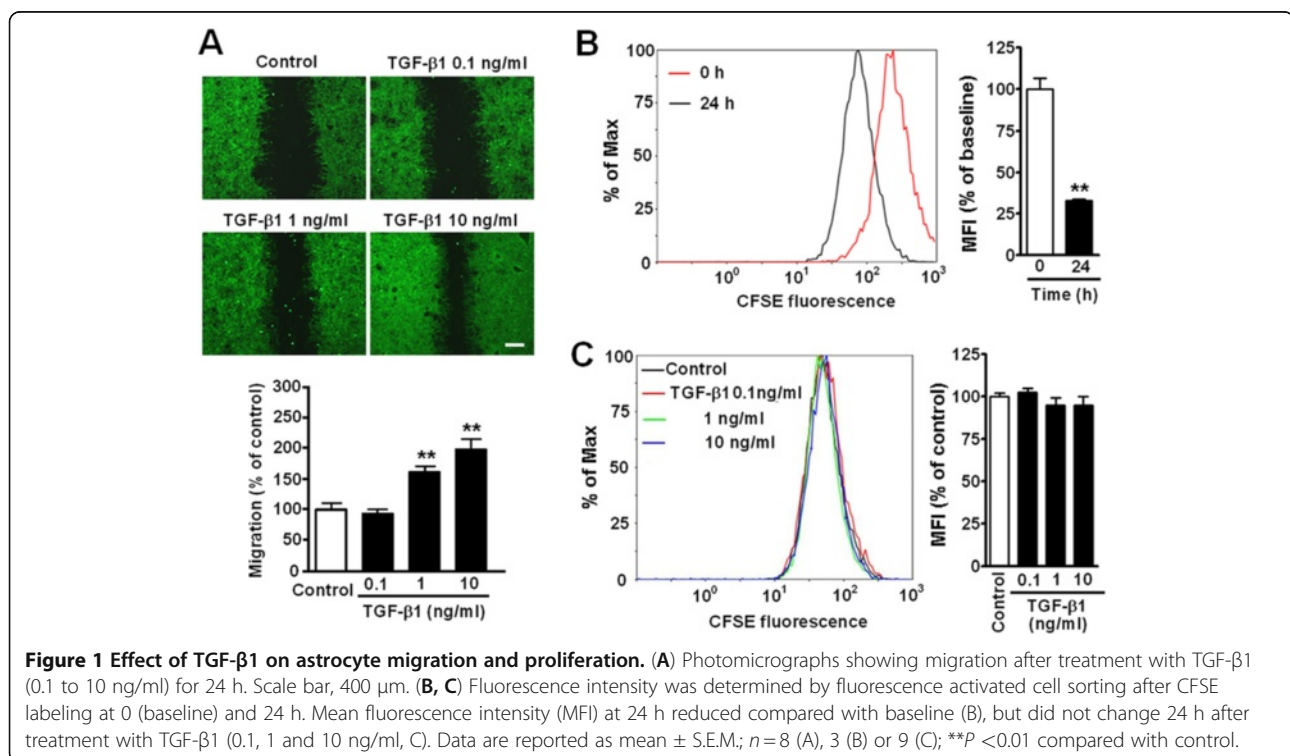 A
Control
TGF-β1 0.1 ng/ml
TGF-β1 1 ng/ml
TGF-β1 10 ng/ml
300
250
200
150
100
50
0
Migration (% of control)
**
**
Control
0.1
1
10
TGF-β1 (ng/ml)
B
100
75
50
25
0
% of Max
0 h
24 h
10⁰
10¹
10²
10³
CFSE fluorescence
125
100
75
50
25
0
MFI (% of baseline)
**
0
24
Time (h)
C
100
75
50
25
0
% of Max
Control
TGF-β1 0.1ng/ml
1 ng/ml
10 ng/ml
10⁰
10¹
10²
10³
CFSE fluorescence
125
100
75
50
25
0
MFI (% of control)
Control
0.1
1
10
TGF-β1
(ng/ml)
Figure 1 Effect of TGF-β1 on astrocyte migration and proliferation. (A) Photomicrographs showing migration after treatment with TGF-β1
(0.1 to 10 ng/ml) for 24 h. Scale bar, 400 μm. (B, C) Fluorescence intensity was determined by fluorescence activated cell sorting after CFSE
labeling at 0 (baseline) and 24 h. Mean fluorescence intensity (MFI) at 24 h reduced compared with baseline (B), but did not change 24 h after
treatment with TGF-β1 (0.1, 1 and 10 ng/ml, C). Data are reported as mean ± S.E.M.; n = 8 (A), 3 (B) or 9 (C); **P <0.01 compared with control.